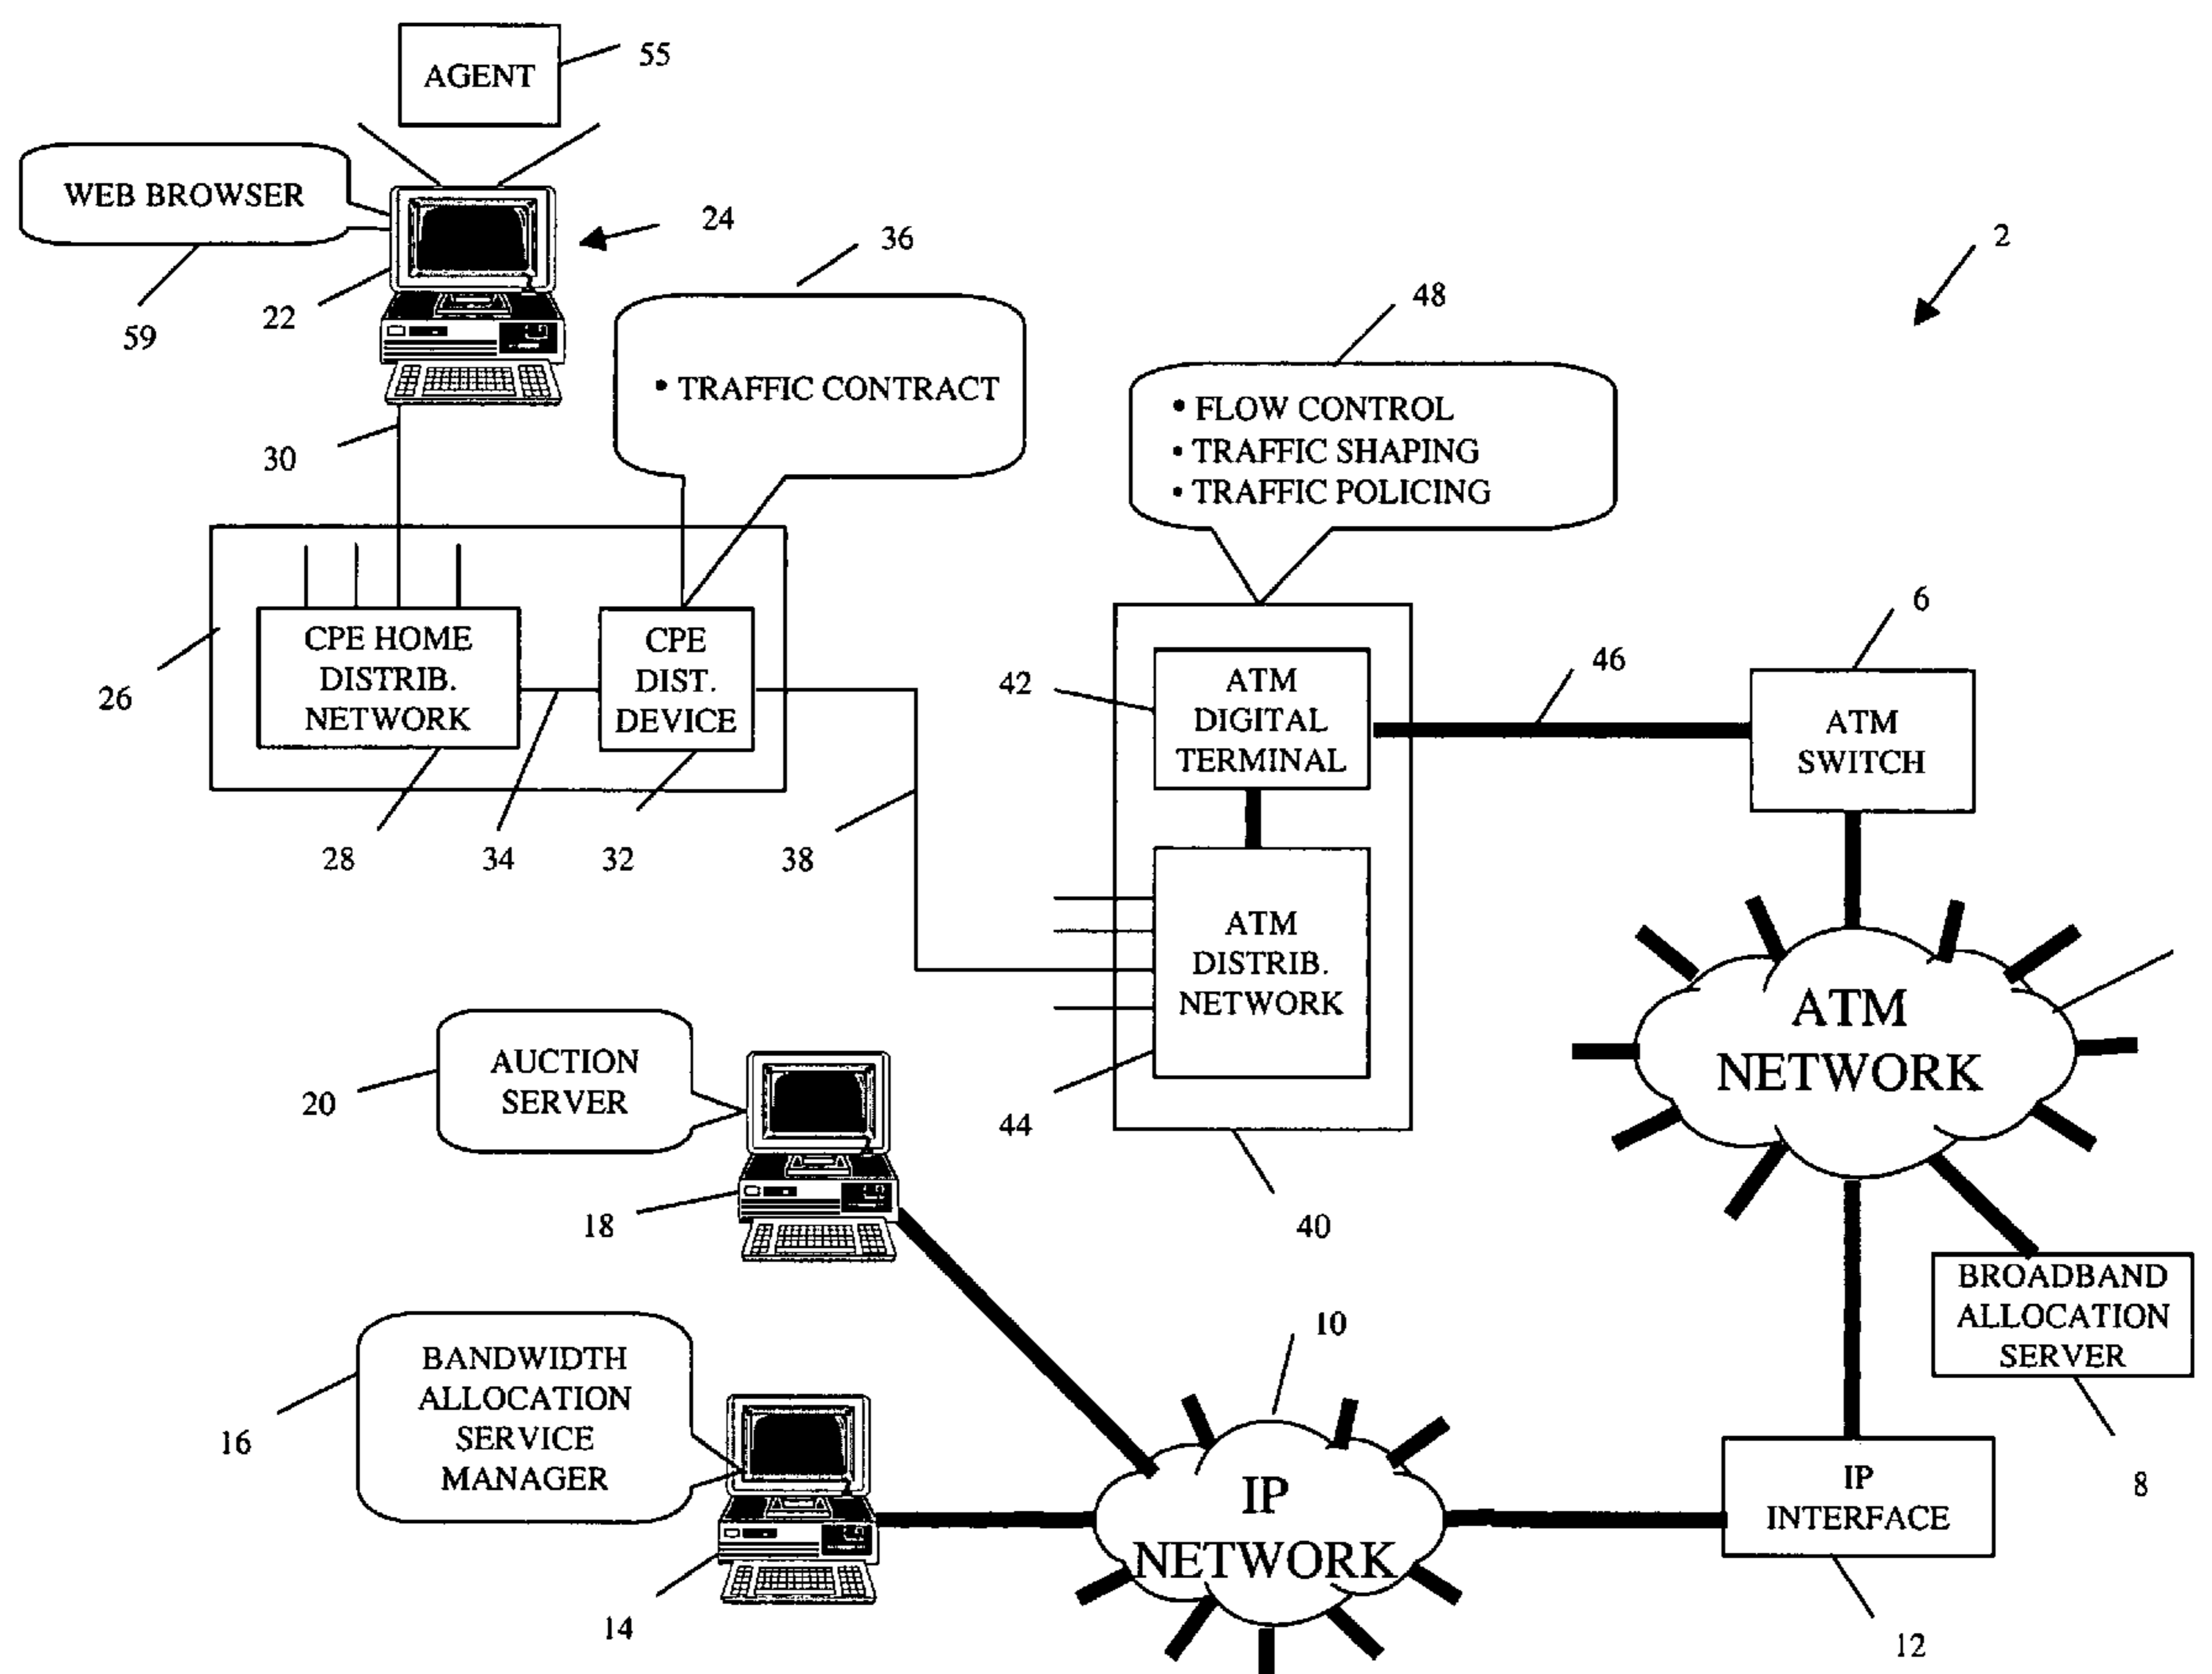 AGENT
55
WEB BROWSER
24
36
2
22
59
48
• TRAFFIC CONTRACT
• FLOW CONTROL
• TRAFFIC SHAPING
• TRAFFIC POLICING
30
6
CPE HOME
DISTRIB.
NETWORK
CPE
DIST.
DEVICE
26
42
ATM
DIGITAL
TERMINAL
46
ATM
SWITCH
28
34
32
38
ATM
DISTRIB.
NETWORK
ATM
NETWORK
AUCTION
SERVER
20
44
18
40
BROADBAND
ALLOCATION
SERVER
10
BANDWIDTH
ALLOCATION
SERVICE
MANAGER
16
8
IP
NETWORK
IP
INTERFACE
14
12